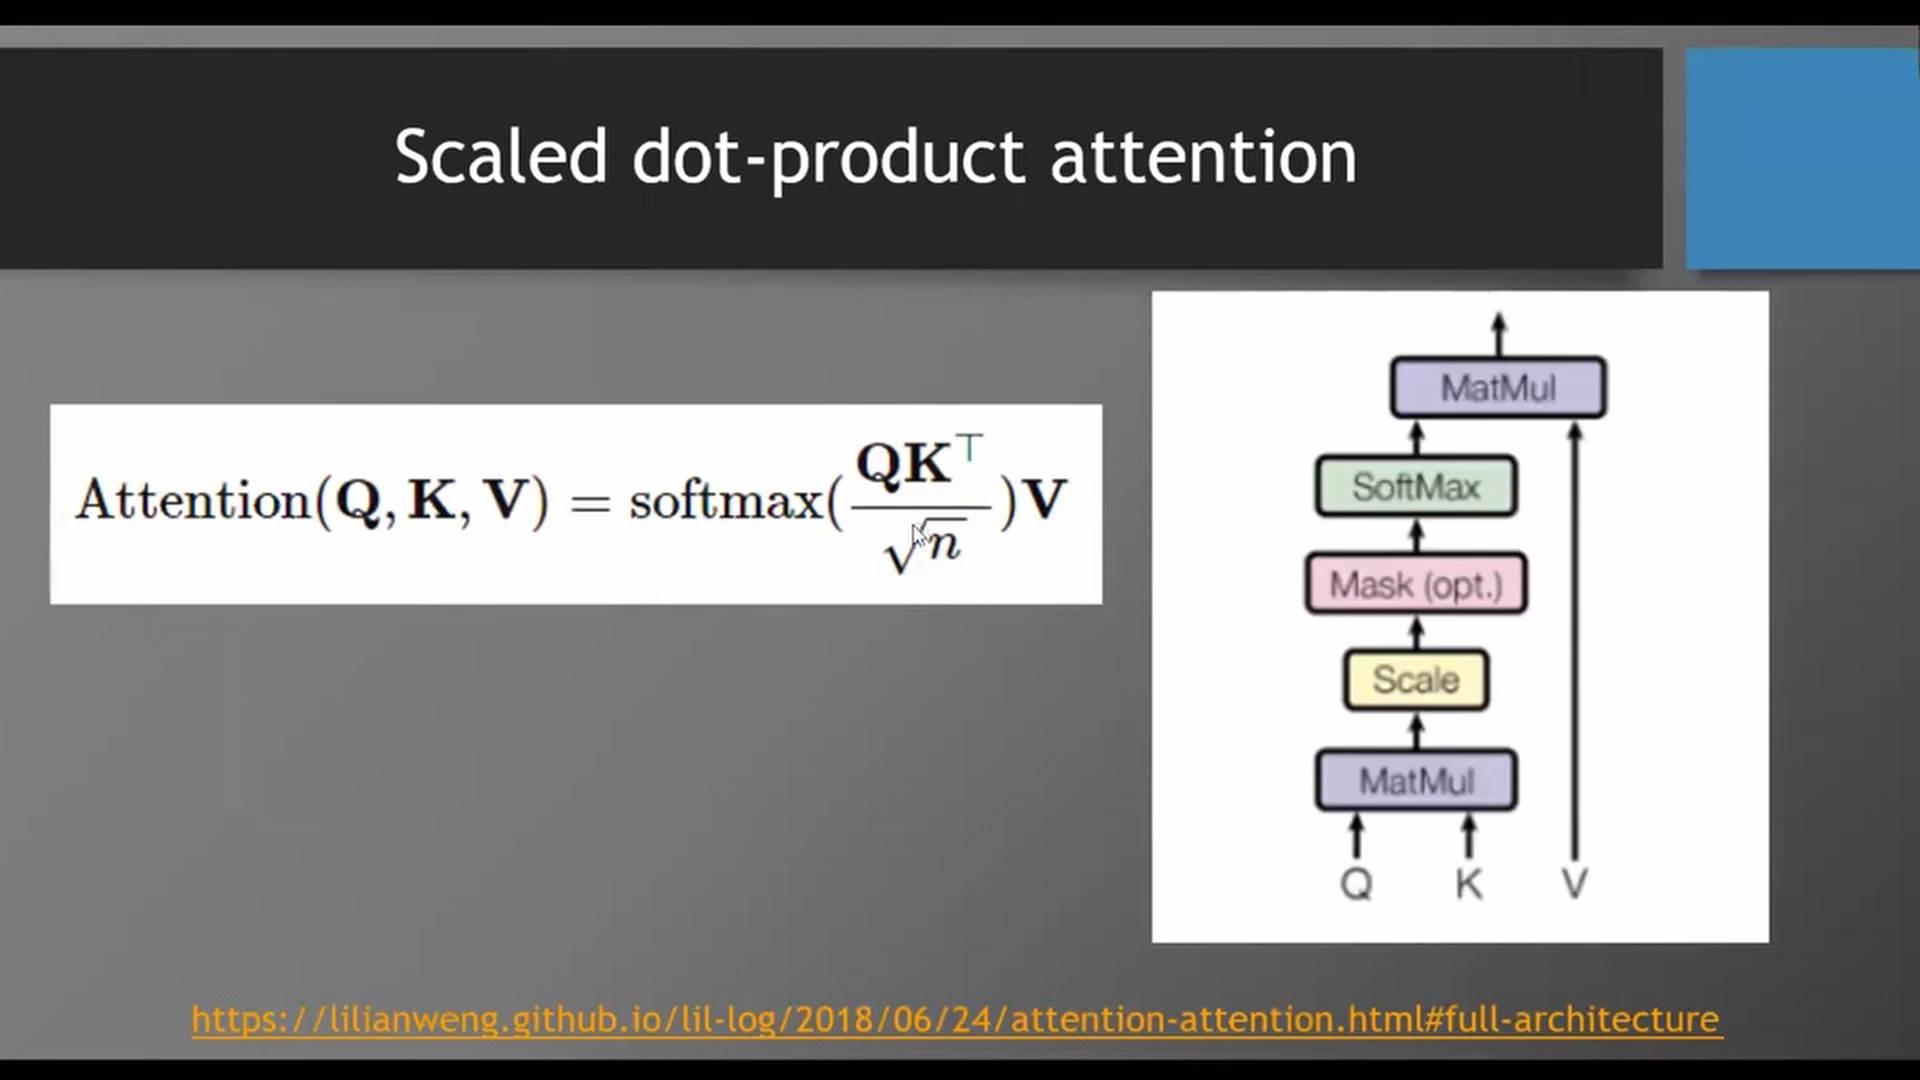 Scaled dot-product attention
Attention(Q, K, V) = softmax(QK⊤/√n)V
MatMul
SoftMax
Mask (opt.)
Scale
MatMul
Q K V
https://lilianweng.github.io/lil-log/2018/06/24/attention-attention.html#full-architecture